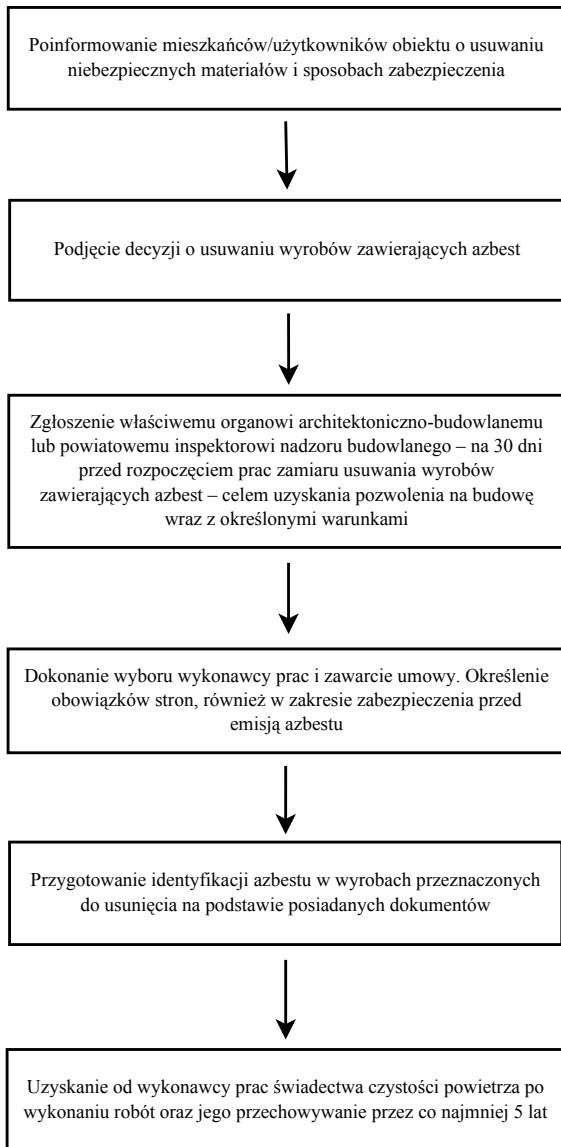 Poinformowanie mieszkańców/użytkowników obiektu o usuwaniu
niebezpiecznych materiałów i sposobach zabezpieczenia
Podjęcie decyzji o usuwaniu wyrobów zawierających azbest
Zgłoszenie właściwemu organowi architektoniczno-budowlanemu
lub powiatowemu inspektorowi nadzoru budowlanego – na 30 dni
przed rozpoczęciem prac zamiaru usuwania wyrobów
zawierających azbest – celem uzyskania pozwolenia na budowę
wraz z określonymi warunkami
Dokonanie wyboru wykonawcy prac i zawarcie umowy. Określenie
obowiązków stron, również w zakresie zabezpieczenia przed
emisją azbestu
Przygotowanie identyfikacji azbestu w wyrobach przeznaczonych
do usunięcia na podstawie posiadanych dokumentów
Uzyskanie od wykonawcy prac świadectwa czystości powietrza po
wykonaniu robót oraz jego przechowywanie przez co najmniej 5 lat